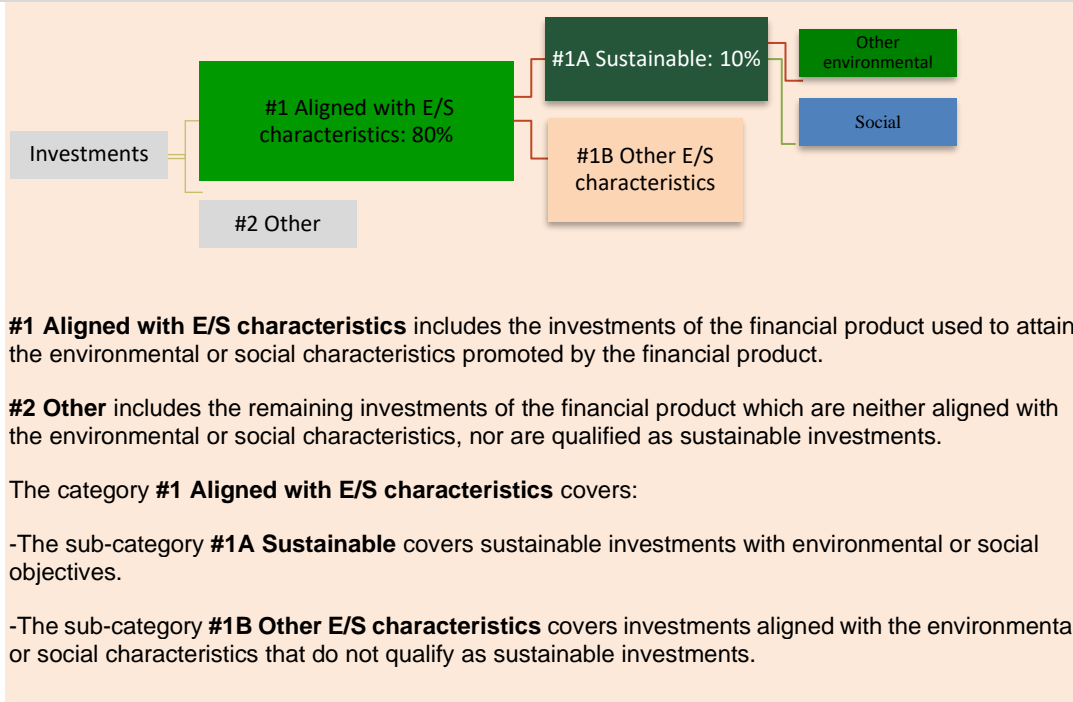 Investments
#1 Aligned with E/S
characteristics: 80%
#2 Other
#1A Sustainable: 10%
#1B Other E/S
characteristics
Other
environmental
Social
#1 Aligned with E/S characteristics includes the investments of the financial product used to attain
the environmental or social characteristics promoted by the financial product.
#2 Other includes the remaining investments of the financial product which are neither aligned with
the environmental or social characteristics, nor are qualified as sustainable investments.
The category #1 Aligned with E/S characteristics covers:
-The sub-category #1A Sustainable covers sustainable investments with environmental or social
objectives.
-The sub-category #1B Other E/S characteristics covers investments aligned with the environmenta
or social characteristics that do not qualify as sustainable investments.